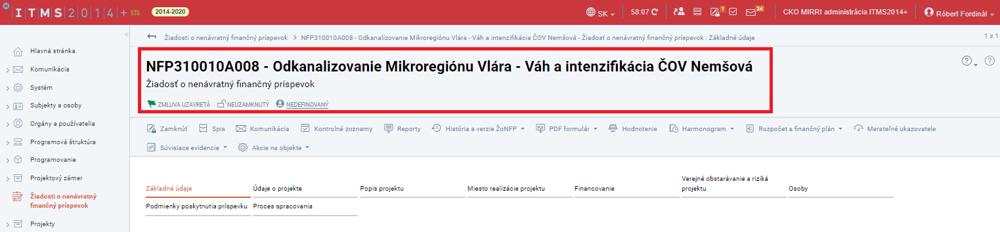 N ITMS2014+ STG 2014-2020 SK 58:07 1 24 CKO MIRRI administrácia ITMS2014+ Róbert Fordinál
Žiadosti o nenávratný finančný príspevok > NFP310010A008 - Odkanalizovanie Mikroregiónu Vlára - Váh a intenzifikácia ČOV Nemšová - Žiadosť o nenávratný finančný príspevok : Základné údaje 1 z 1
Hlavná stránka
Komunikácia
Systém
Subjekty a osoby
Orgány a používatelia
Programová štruktúra
Programovanie
Projektový zámer
Žiadosti o nenávratný
finančný príspevok
Projekty
NFP310010A008 - Odkanalizovanie Mikroregiónu Vlára - Váh a intenzifikácia ČOV Nemšová
Žiadosť o nenávratný finančný príspevok
ZMLUVA UZAVRETÁ NEUZAMKNUTÝ NEDEFINOVANÝ
Zamknúť Spis Komunikácia Kontrolné zoznamy Reporty História a verzie ŽoNFP PDF formulár Hodnotenie Harmonogram Rozpočet a finančný plán Merateľné ukazovatele
Súvisiace evidencie Akcie na objekte
Základné údaje Údaje o projekte Popis projektu Miesto realizácie projektu Financovanie Verejné obstarávanie a riziká
projektu Osoby
Podmienky poskytnutia príspevku Proces spracovania